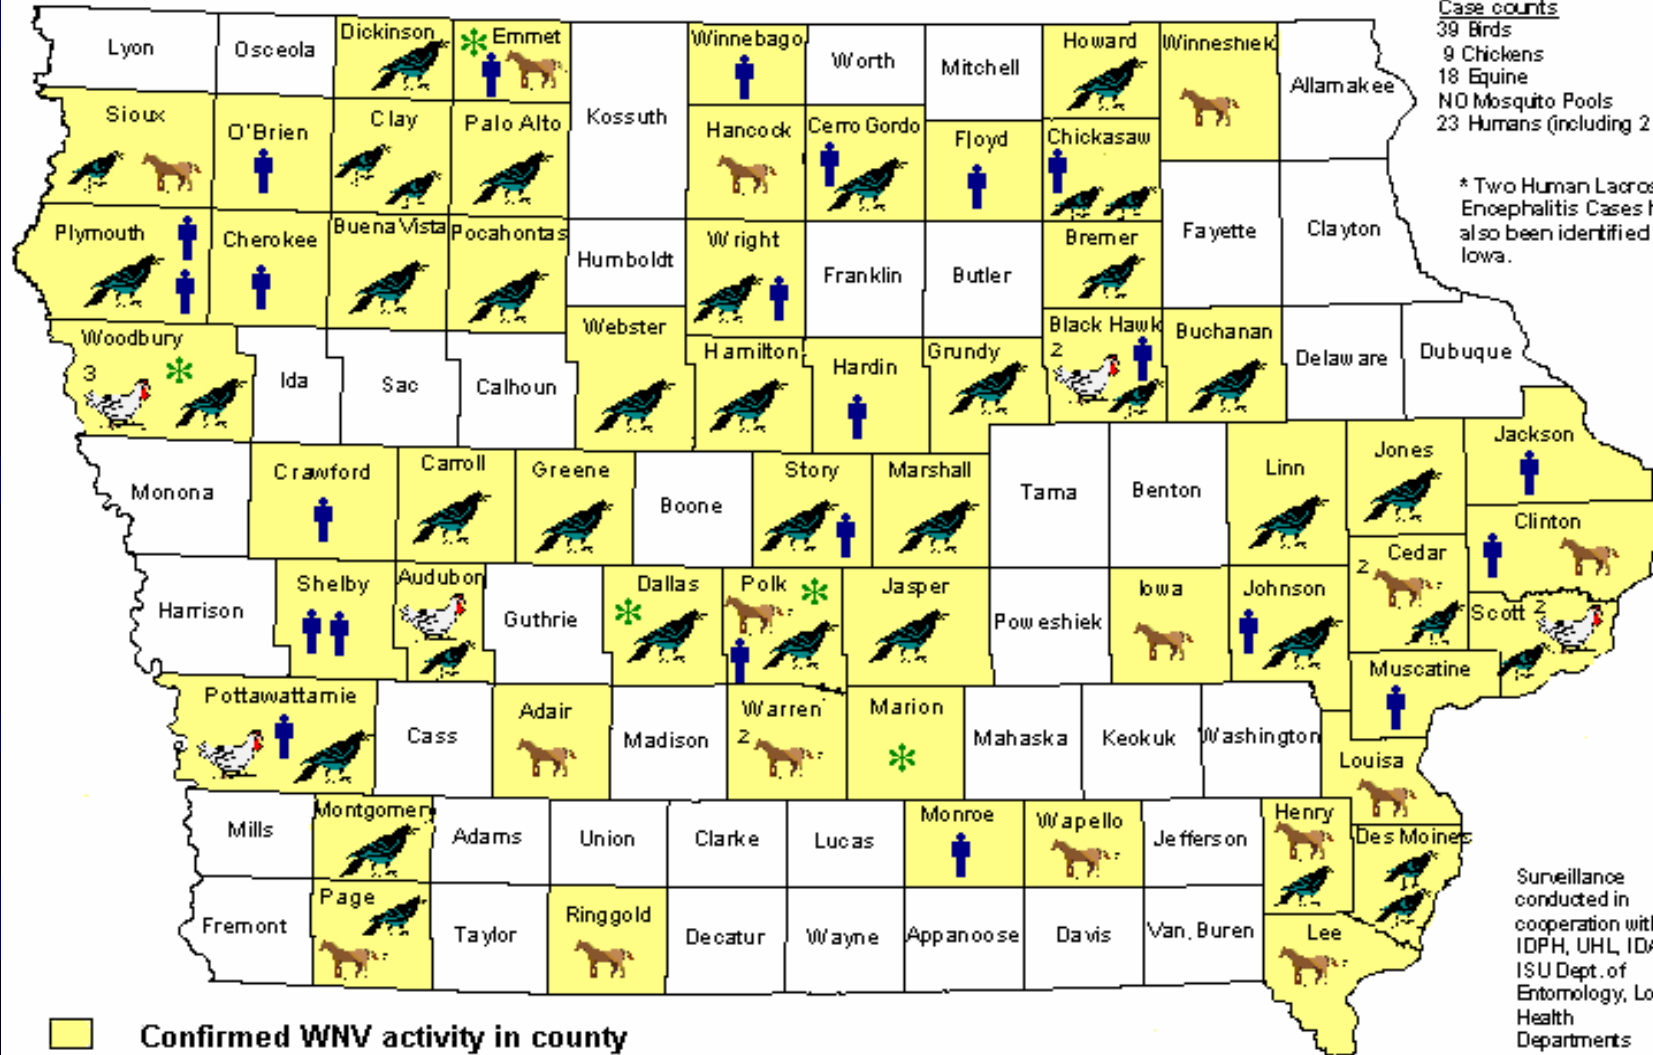 Case counts
39 Birds
9 Chickens
18 Equine
NO Mosquito Pools
23 Humans (including 2
* Two Human Lacros
Encephalitis Cases h
also been identified
Iowa.
Lyon
Osceola
Dickinson
Emmet
Winnebago
Worth
Mitchell
Howard
Winneshiek
Allamakee
Sioux
O'Brien
Clay
Palo Alto
Kossuth
Hancock
Cerro Gordo
Floyd
Chickasaw
Plymouth
Cherokee
Buena Vista
Pocahontas
Humboldt
Wright
Franklin
Butler
Bremer
Fayette
Clayton
Woodbury
3
Ida
Sac
Calhoun
Webster
Hamilton
Hardin
Grundy
Black Hawk
2
Buchanan
Delaware
Dubuque
Monona
Crawford
Carroll
Greene
Boone
Story
Marshall
Tama
Benton
Linn
Jones
Jackson
Clinton
Harrison
Shelby
Audubon
Guthrie
Dallas
Polk
Jasper
Poweshiek
Iowa
Johnson
Cedar
2
Scott 2
Muscatine
Pottawattamie
Cass
Adair
Madison
Warren
2
Marion
Mahaska
Keokuk
Washington
Louisa
Mills
Montgomery
Adams
Union
Clarke
Lucas
Monroe
Wapello
Jefferson
Henry
Des Moines
Fremont
Page
Taylor
Ringgold
Decatur
Wayne
Appanoose
Davis
Van, Buren
Lee
Surveillance
conducted in
cooperation with
IDPH, UHL, IDA
ISU Dept. of
Entomology, Lo
Health
Departments
Confirmed WNV activity in county